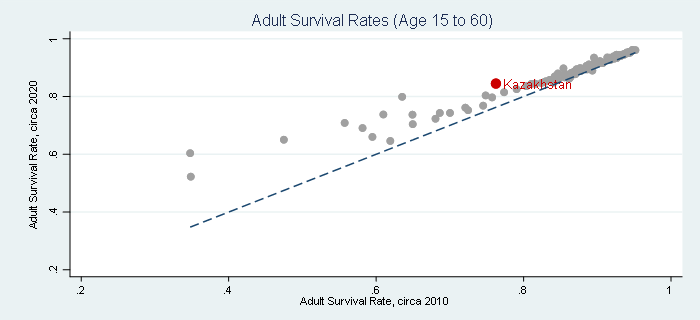 Adult Survival Rates (Age 15 to 60)
Adult Survival Rate, circa 2020
1
.8
.6
.4
.2
Kazakhstan
.2 .4 .6 .8 1
Adult Survival Rate, circa 2010